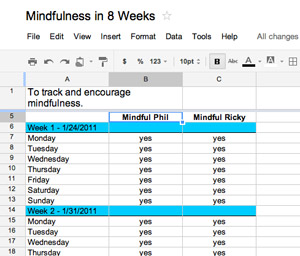 Mindfulness in 8 Weeks
File Edit View Insert Format Data Tools Help All changes
$ % 123 10pt B Abc A
A B C
1 To track and encourage
mindfulness.
5 Mindful Phil Mindful Ricky
6 Week 1 - 1/24/2011
7 Monday yes yes
8 Tuesday yes yes
9 Wednesday yes yes
10 Thursday yes yes
11 Friday yes yes
12 Saturday yes yes
13 Sunday yes yes
14 Week 2 - 1/31/2011
15 Monday yes yes
16 Tuesday yes yes
17 Wednesday yes yes
18 Thursday yes yes